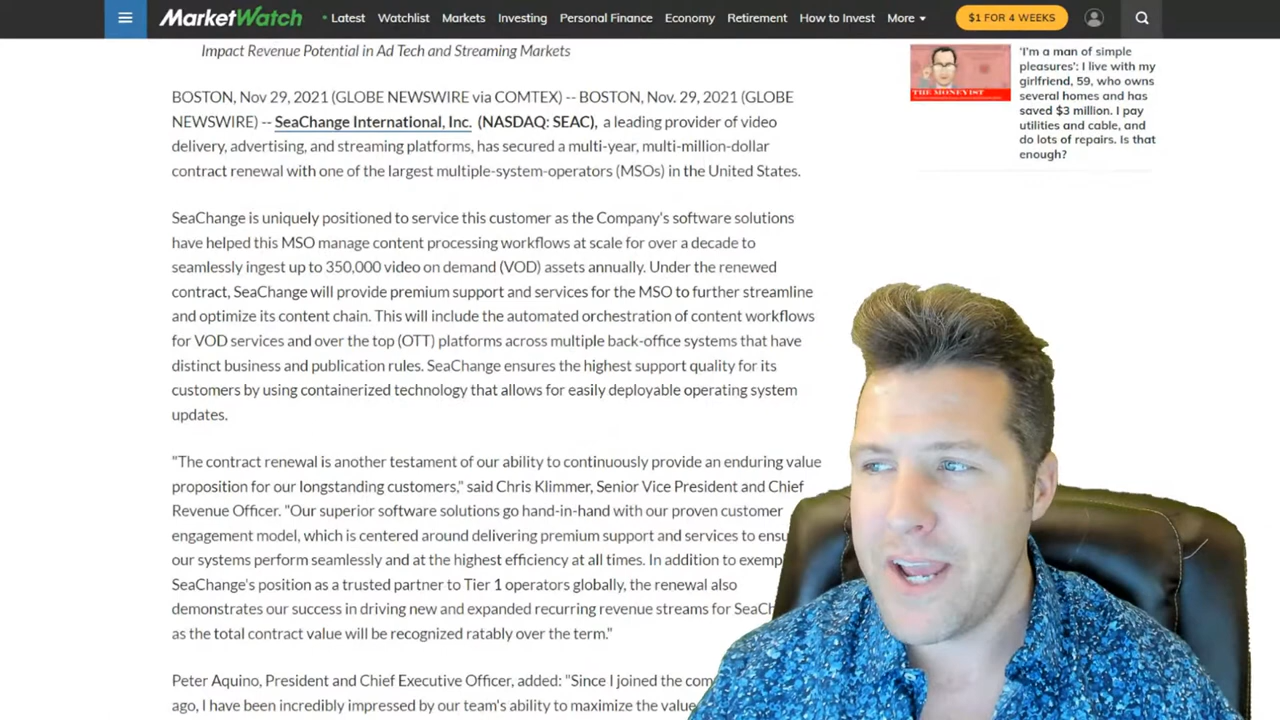 MarketWatch
Latest Watchlist Markets Investing Personal Finance Economy Retirement How to Invest More
$1 FOR 4 WEEKS
Impact Revenue Potential in Ad Tech and Streaming Markets
BOSTON, Nov 29, 2021 (GLOBE NEWSWIRE via COMTEX) -- BOSTON, Nov. 29, 2021 (GLOBE
NEWSWIRE) -- SeaChange International, Inc. (NASDAQ: SEAC), a leading provider of video
delivery, advertising, and streaming platforms, has secured a multi-year, multi-million-dollar
contract renewal with one of the largest multiple-system-operators (MSOs) in the United States.
SeaChange is uniquely positioned to service this customer as the Company's software solutions
have helped this MSO manage content processing workflows at scale for over a decade to
seamlessly ingest up to 350,000 video on demand (VOD) assets annually. Under the renewed
contract, SeaChange will provide premium support and services for the MSO to further streamline
and optimize its content chain. This will include the automated orchestration of content workflows
for VOD services and over the top (OTT) platforms across multiple back-office systems that have
distinct business and publication rules. SeaChange ensures the highest support quality for its
customers by using containerized technology that allows for easily deployable operating system
updates.
"The contract renewal is another testament of our ability to continuously provide an enduring value
proposition for our longstanding customers," said Chris Klimmer, Senior Vice President and Chief
Revenue Officer. "Our superior software solutions go hand-in-hand with our proven customer
engagement model, which is centered around delivering premium support and services to ensu
our systems perform seamlessly and at the highest efficiency at all times. In addition to exemp
SeaChange's position as a trusted partner to Tier 1 operators globally, the renewal also
demonstrates our success in driving new and expanded recurring revenue streams for SeaCh
as the total contract value will be recognized ratably over the term."
Peter Aquino, President and Chief Executive Officer, added: "Since I joined the com
ago, I have been incredibly impressed by our team's ability to maximize the value
THE MONEYIST
'I'm a man of simple
pleasures': I live with my
girlfriend, 59, who owns
several homes and has
saved $3 million. I pay
utilities and cable, and
do lots of repairs. Is that
enough?